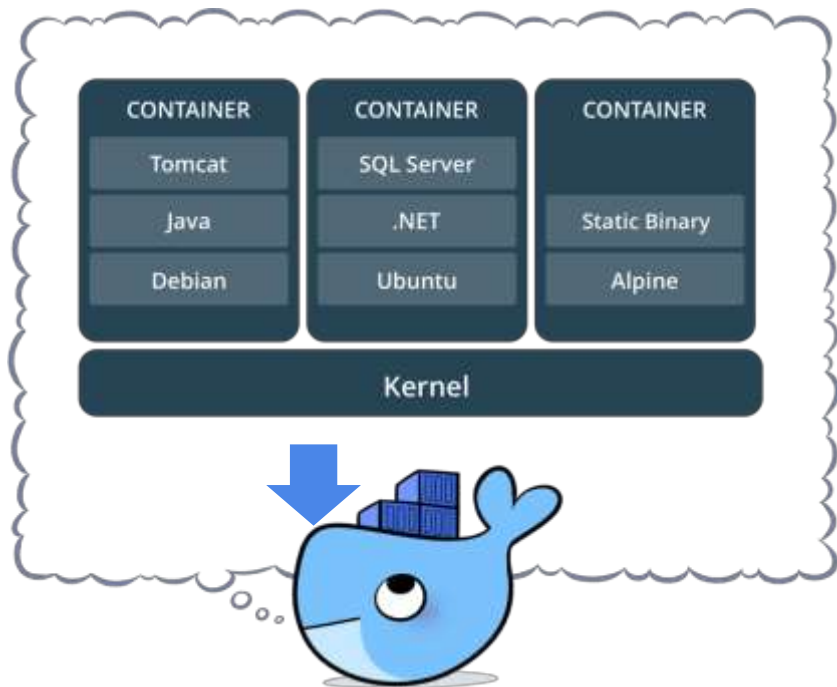 CONTAINER
Tomcat
Java
Debian
CONTAINER
SQL Server
.NET
Ubuntu
CONTAINER
Static Binary
Alpine
Kernel